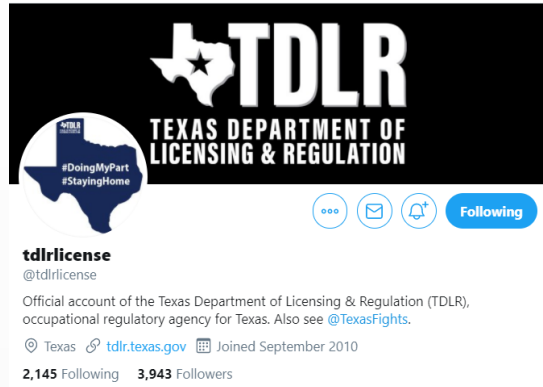 TDLR
TEXAS DEPARTMENT OF
LICENSING & REGULATION
TDLR
#DoingMyPart
#StayingHome
Following
tdlrlicense
@tdlrlicense
Official account of the Texas Department of Licensing & Regulation (TDLR),
occupational regulatory agency for Texas. Also see @TexasFights.
Texas tdlr.texas.gov Joined September 2010
2,145 Following 3,943 Followers